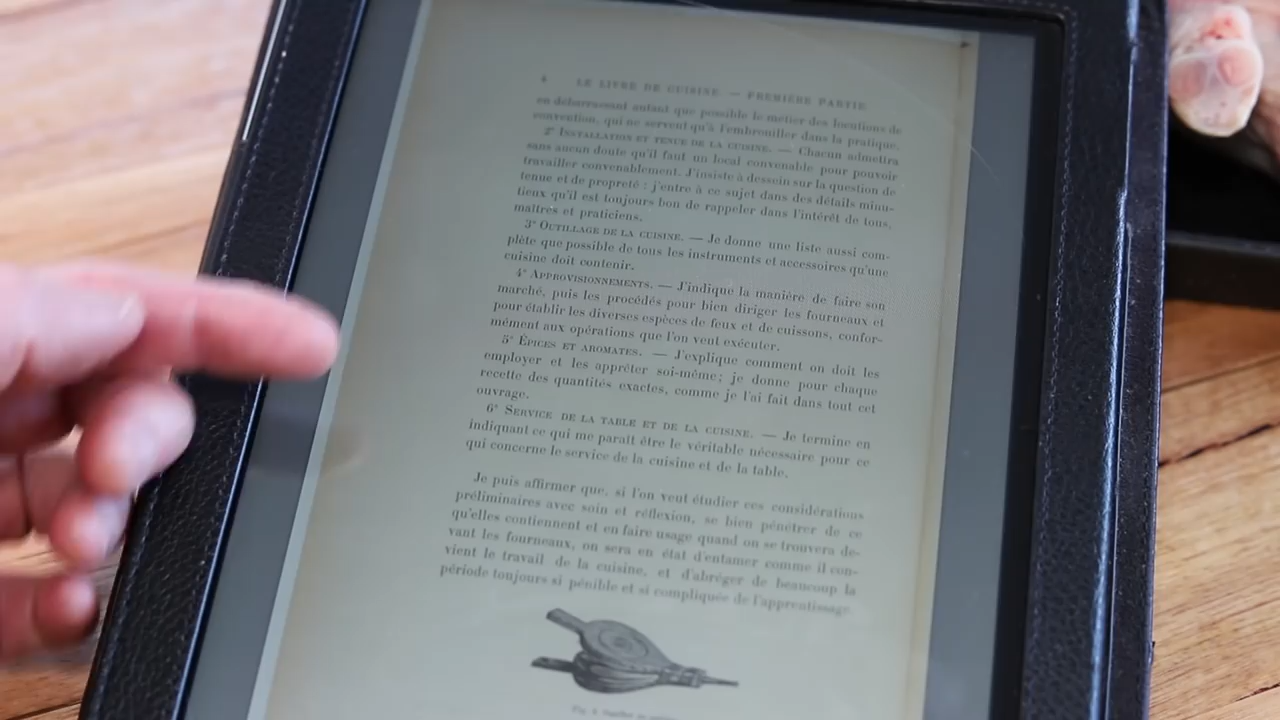 LE LIVRE DE CUISINE — PREMIÈRE PARTIE
en débarrassant autant que possible le métier des locutions de
convention, qui ne servent qu'à l'embrouiller dans la pratique.
2° INSTALLATION ET TENUE DE LA CUISINE. — Chacun admettra
sans aucun doute qu'il faut un local convenable pour pouvoir
travailler convenablement. J'insiste à dessein sur la question de
tenue et de propreté : j'entre à ce sujet dans des détails minu-
tieux qu'il est toujours bon de rappeler dans l'intérêt de tous,
maîtres et praticiens.
3° OUTILLAGE DE LA CUISINE. — Je donne une liste aussi com-
plète que possible de tous les instruments et accessoires qu'une
cuisine doit contenir.
4° APPROVISIONNEMENTS. — J'indique la manière de faire son
marché, puis les procédés pour bien diriger les fourneaux et
pour établir les diverses espèces de feux et de cuissons, confor-
mément aux opérations que l'on veut exécuter.
5° ÉPICES ET AROMATES. — J'explique comment on doit les
employer et les apprêter soi-même; je donne pour chaque
recette des quantités exactes, comme je l'ai fait dans tout cet
ouvrage.
6° SERVICE DE LA TABLE ET DE LA CUISINE. — Je termine en
indiquant ce qui me paraît être le véritable nécessaire pour ce
qui concerne le service de la cuisine et de la table.
Je puis affirmer que, si l'on veut étudier ces considérations
préliminaires avec soin et réflexion, se bien pénétrer de ce
qu'elles contiennent et en faire usage quand on se trouvera de-
vant les fourneaux, on sera en état d'entamer comme il con-
vient le travail de la cuisine, et d'abréger de beaucoup la
période toujours si pénible et si compliquée de l'apprentissage.